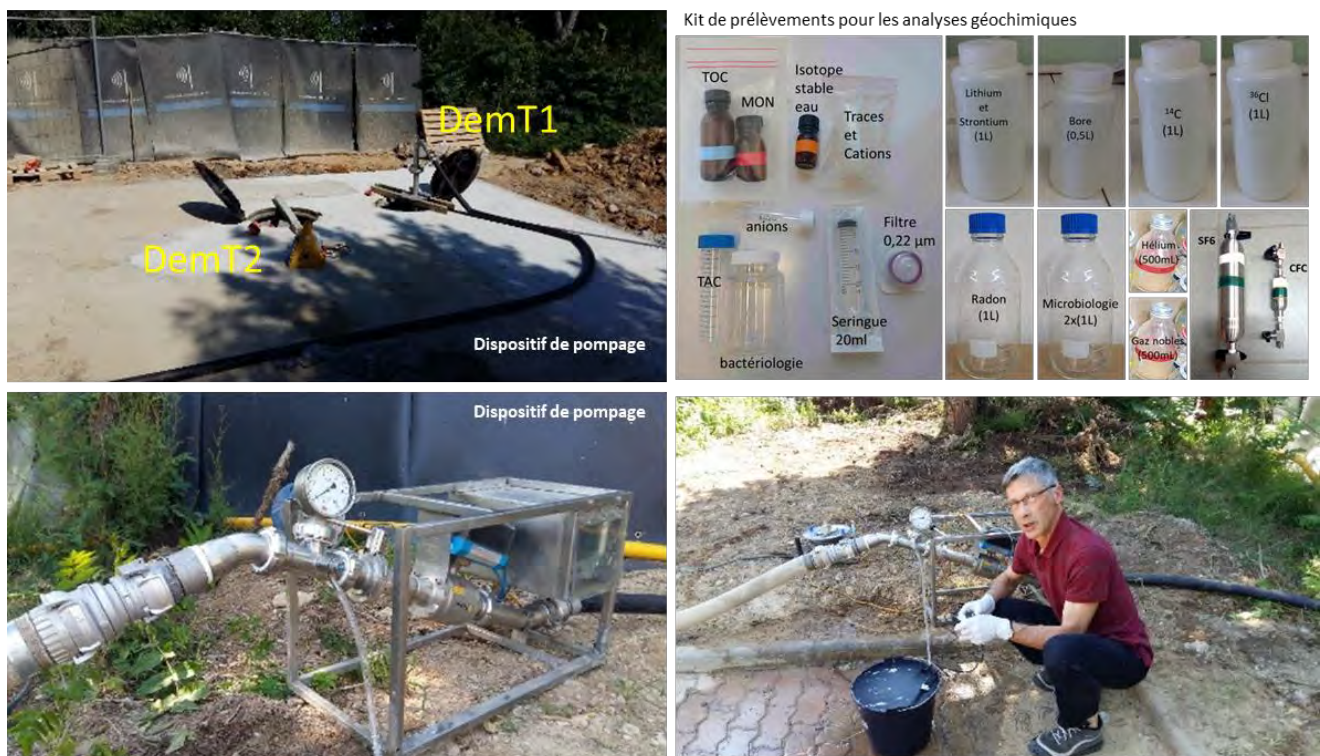 Kit de prélèvements pour les analyses géochimiques
DemT1
DemT2
Dispositif de pompage
TOC
MON
Isotope
stable
eau
Traces
et
Cations
anions
TAC
bactériologie
Seringue
20ml
Filtre
0,22 µm
Lithium
et
Strontium
(1L)
Bore
(0,5L)
¹⁴C
(1L)
³⁶Cl
(1L)
Radon
(1L)
Microbiologie
2x(1L)
Hélium
(500mL)
Gaz nobles
(500mL)
SF6
CFC
Dispositif de pompage